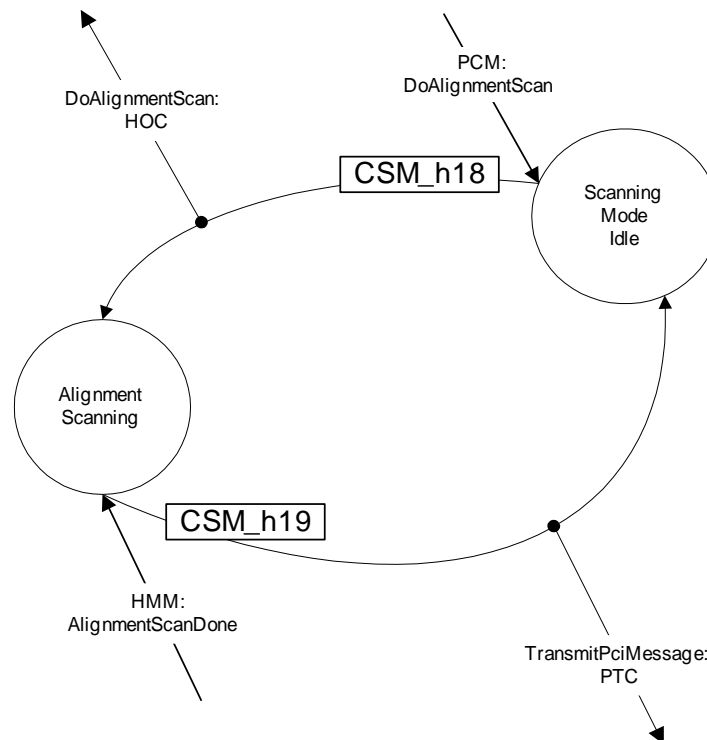 PCM:
DoAlignmentScan
DoAlignmentScan:
HOC
CSM_h18
Scanning
Mode
Idle
Alignment
Scanning
CSM_h19
HMM:
AlignmentScanDone
TransmitPciMessage:
PTC